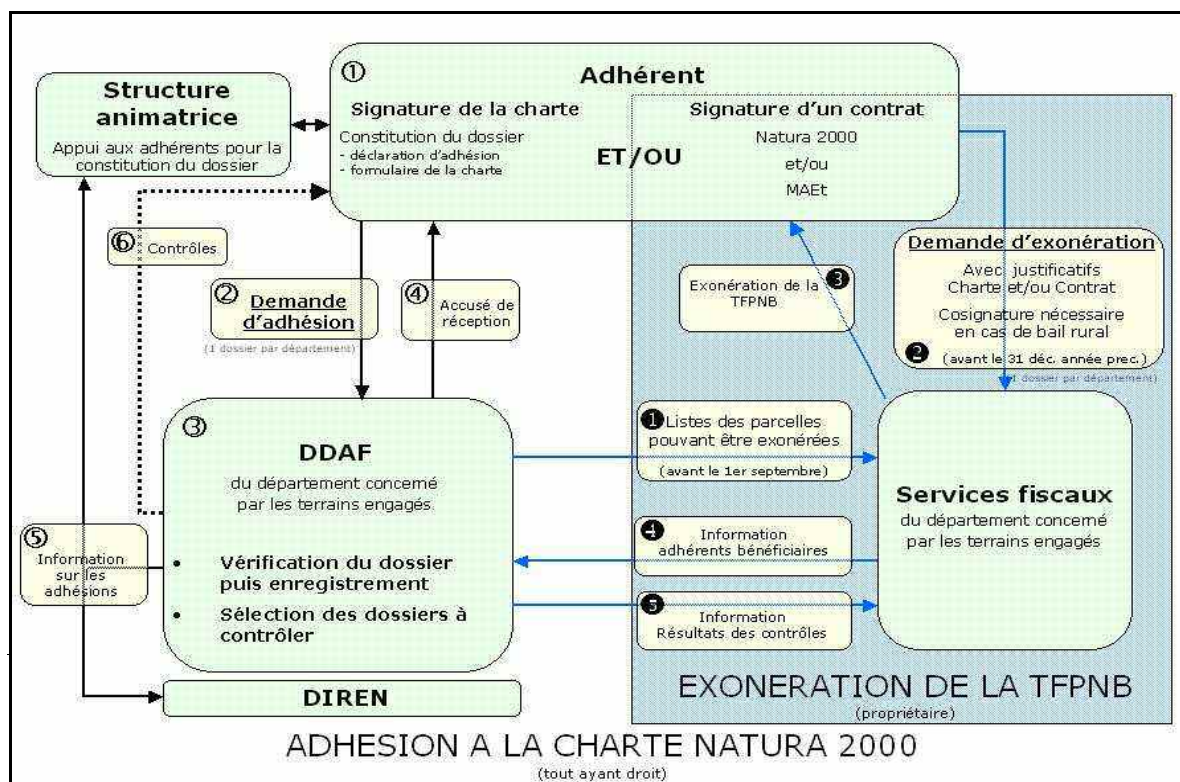 ①
Adhérent
Structure
animatrice
Appui aux adhérents pour la
constitution du dossier
Signature de la charte
Constitution du dossier
- déclaration d'adhésion
- formulaire de la charte
ET/OU
Signature d'un contrat
Natura 2000
et/ou
MAEt
⑥ Contrôles
② Demande
d'adhésion
(1 dossier par département)
④ Accusé de
réception
Exonération de la
TFPNB
❸
Demande d'exonération
Avec justificatifs
Charte et/ou Contrat
Cosignature nécessaire
en cas de bail rural
❷ (avant le 31 déc. année prec.)
(1 dossier par département)
③
DDAF
du département concerné
par les terrains engagés
• Vérification du dossier
puis enregistrement
• Sélection des dossiers à
contrôler
❶ Listes des parcelles
pouvant être exonérées
(avant le 1er septembre)
Services fiscaux
du département concerné
par les terrains engagés
❹ Information
adhérents bénéficiaires
⑤
Information
sur les
adhésions
❺ Information
Résultats des contrôles
DIREN
EXONERATION DE LA TFPNB
(propriétaire)
ADHESION A LA CHARTE NATURA 2000
(tout ayant droit)